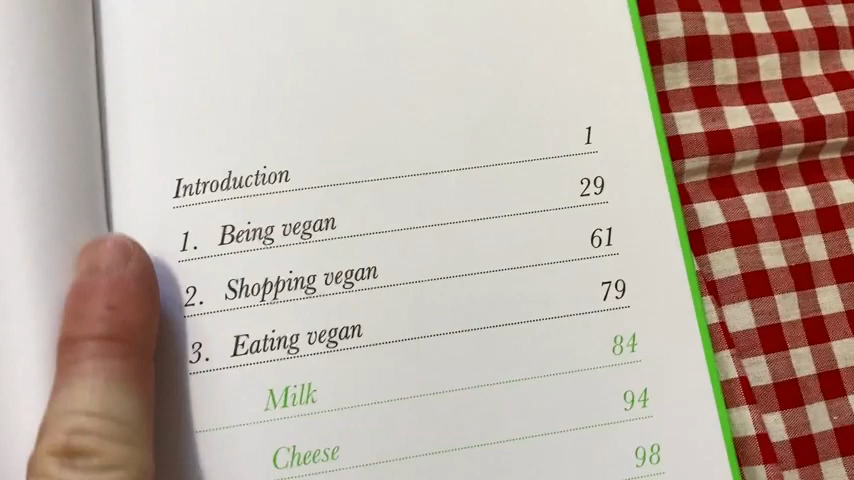 Introduction 1
1. Being vegan 29
2. Shopping vegan 61
3. Eating vegan 79
Milk 84
Cheese 94
98